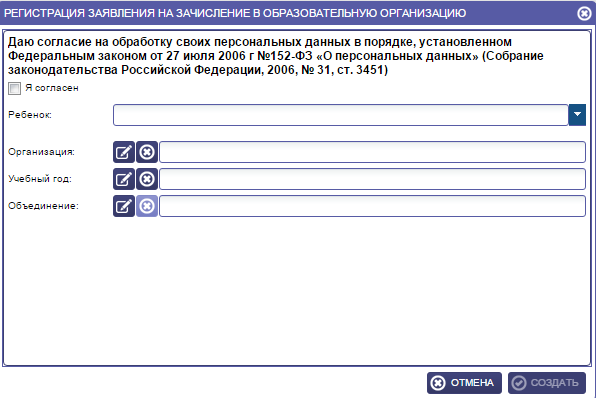 РЕГИСТРАЦИЯ ЗАЯВЛЕНИЯ НА ЗАЧИСЛЕНИЕ В ОБРАЗОВАТЕЛЬНУЮ ОРГАНИЗАЦИЮ
Даю согласие на обработку своих персональных данных в порядке, установленном
Федеральным законом от 27 июля 2006 г №152-ФЗ «О персональных данных» (Собрание
законодательства Российской Федерации, 2006, № 31, ст. 3451)
Я согласен
Ребенок:
Организация:
Учебный год:
Объединение:
ОТМЕНА СОЗДАТЬ